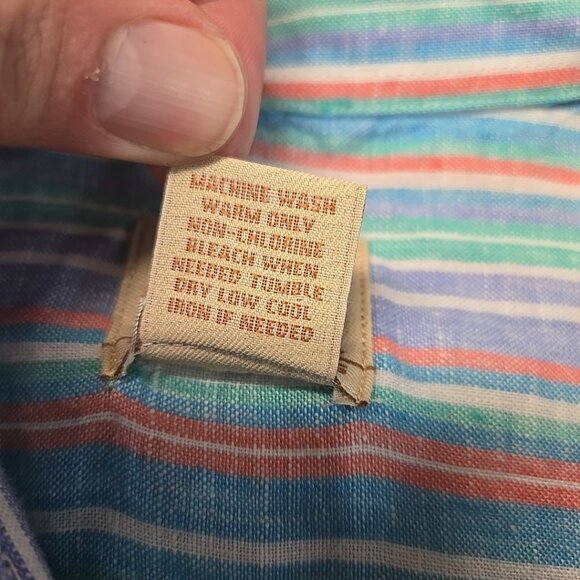 MACHINE WASH
WARM ONLY
NON-CHLORINE
BLEACH WHEN
NEEDED TUMBLE
DRY LOW COOL
IRON IF NEEDED